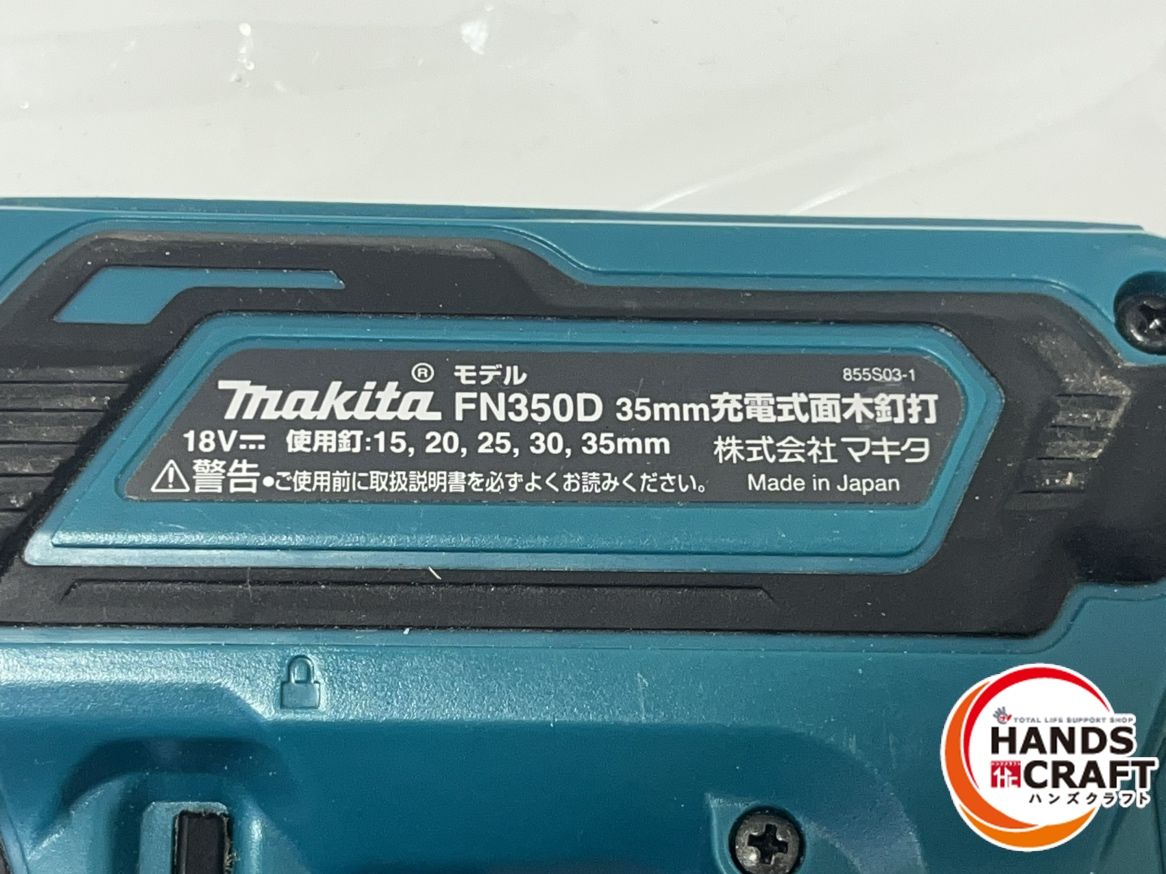 makita® モデル FN350D 35mm充電式面木釘打 855S03-1
18V⎓ 使用釘:15, 20, 25, 30, 35mm 株式会社マキタ
⚠警告 ●ご使用前に取扱説明書を必ずよくお読みください。 Made in Japan
TOTAL LIFE SUPPORT SHOP
HANDS
CRAFT
ハンズクラフト